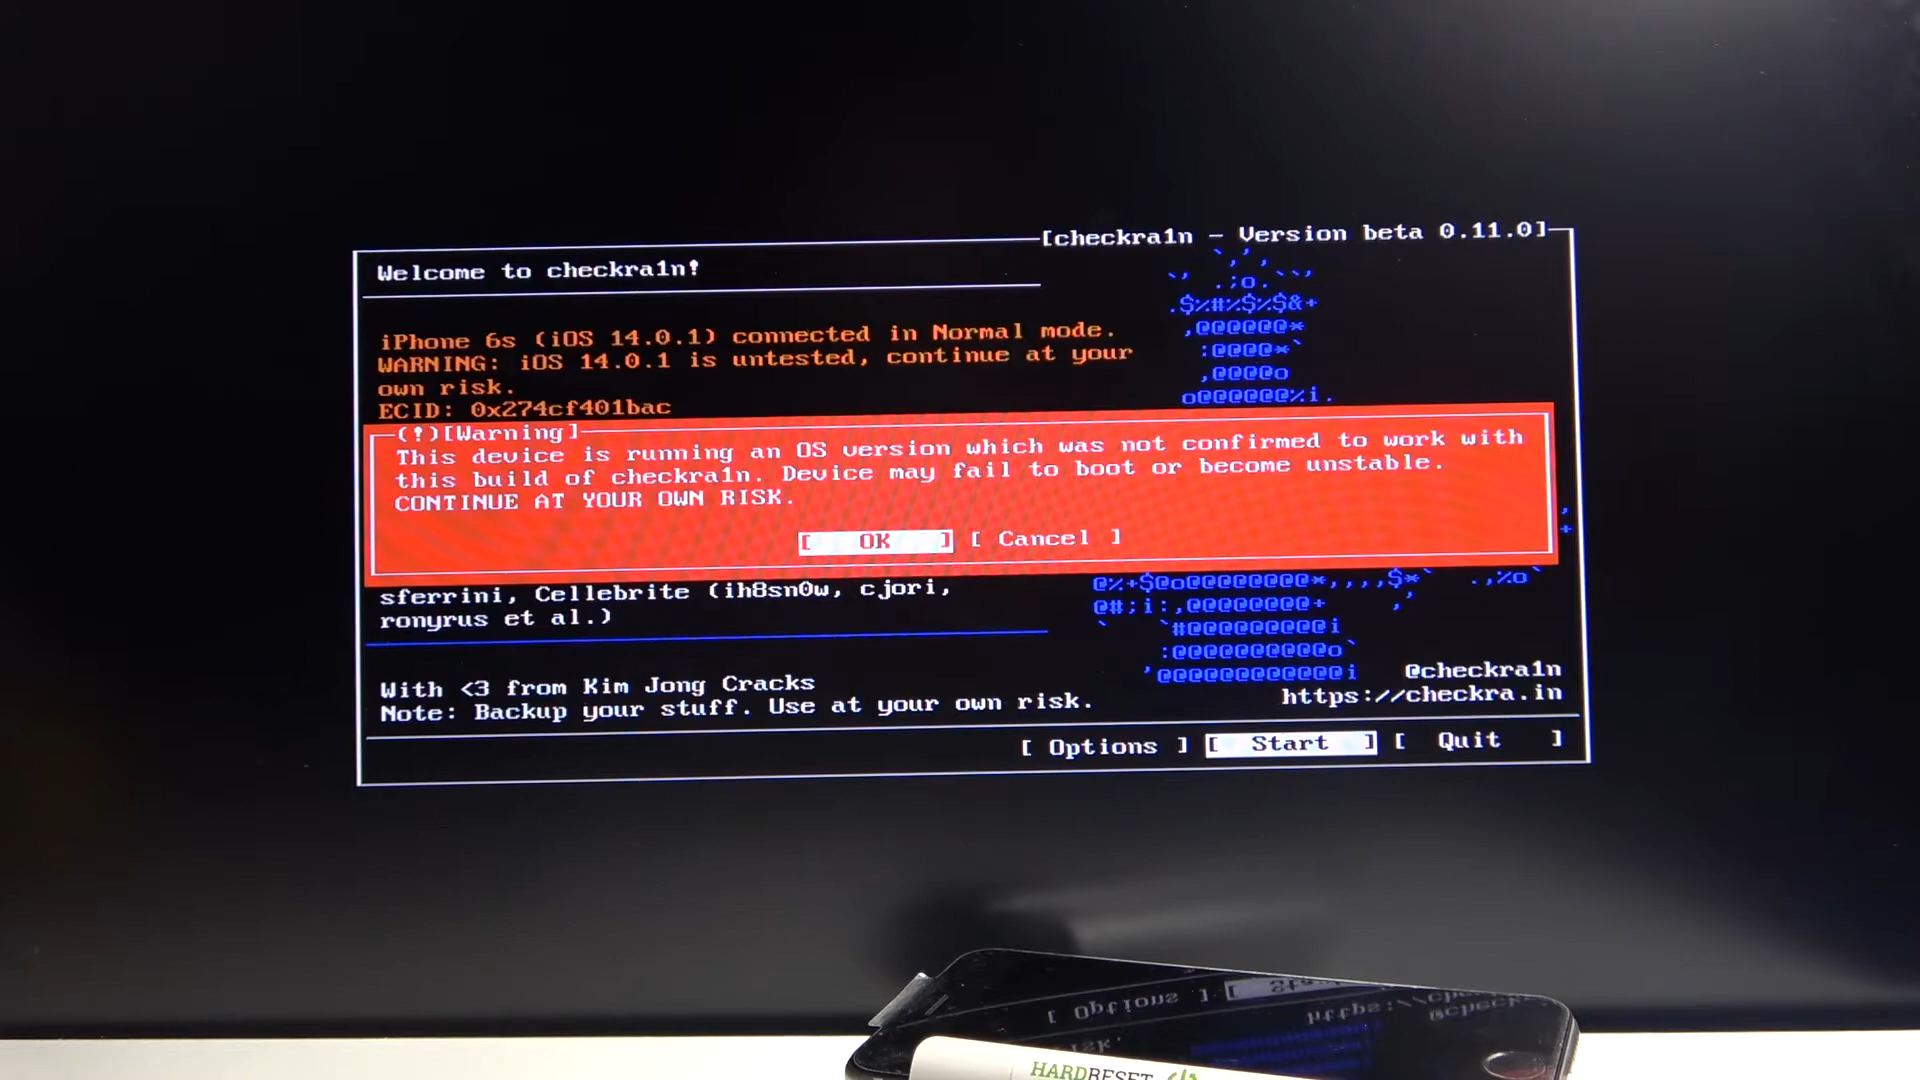 [checkra1n - Version beta 0.11.0]
Welcome to checkra1n!
iPhone 6s (iOS 14.0.1) connected in Normal mode.
WARNING: iOS 14.0.1 is untested, continue at your
own risk.
ECID: 0x274cf401bac
(!)[Warning]
This device is running an OS version which was not confirmed to work with
this build of checkra1n. Device may fail to boot or become unstable.
CONTINUE AT YOUR OWN RISK.
[ OK ] [ Cancel ]
sferrini, Cellebrite (ih8sn0w, cjori,
ronyrus et al.)
With <3 from Kim Jong Cracks
Note: Backup your stuff. Use at your own risk.
@checkra1n
https://checkra.in
[ Options ] [ Start ] [ Quit ]
[ Options ] [
HARDRESET